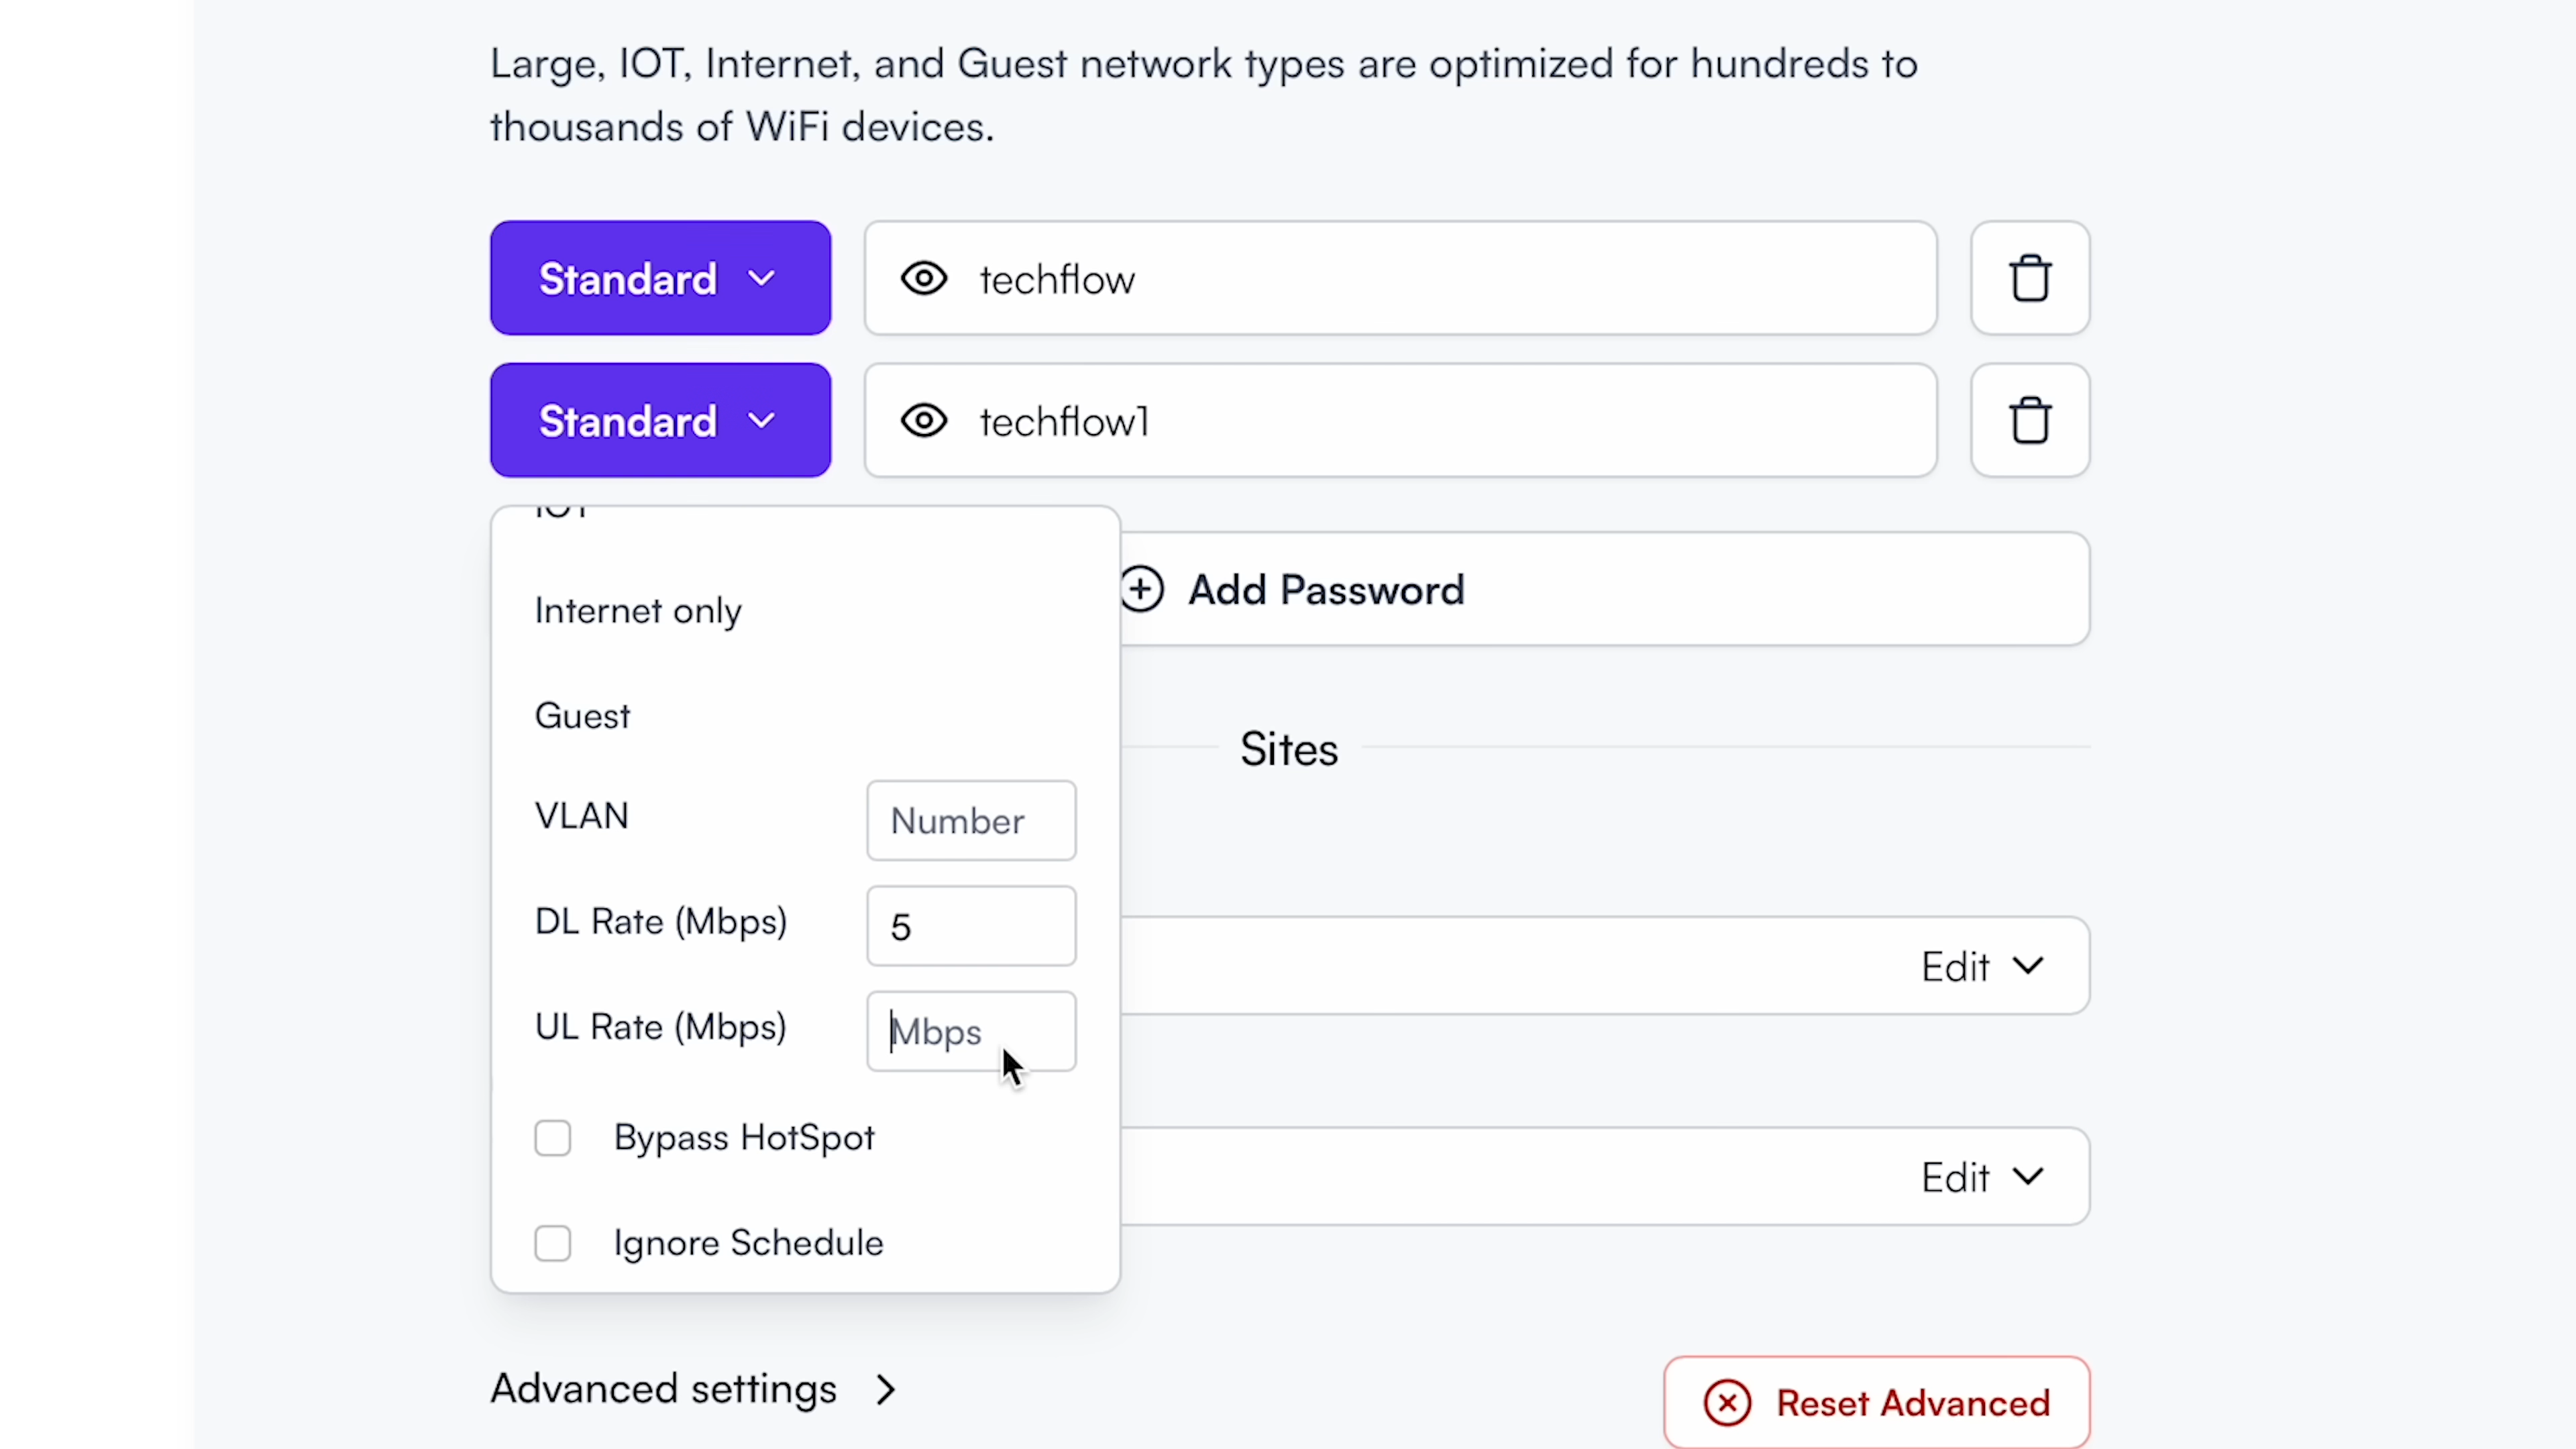 Large, IOT, Internet, and Guest network types are optimized for hundreds to
thousands of WiFi devices.
Standard
techflow
Standard
techflow1
IOT
Internet only
Guest
VLAN
Number
DL Rate (Mbps)
5
UL Rate (Mbps)
Mbps
Bypass HotSpot
Ignore Schedule
Add Password
Sites
Edit
Edit
Advanced settings
Reset Advanced